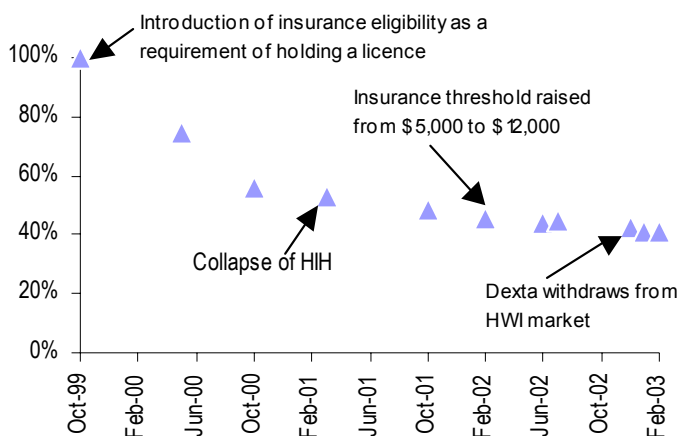 Introduction of insurance eligibility as a
requirement of holding a licence
100%
80%
60%
40%
20%
0%
Insurance threshold raised
from $5,000 to $12,000
Collapse of HIH
Dexta withdraws from
HWI market
Oct-99
Feb-00
Jun-00
Oct-00
Feb-01
Jun-01
Oct-01
Feb-02
Jun-02
Oct-02
Feb-03